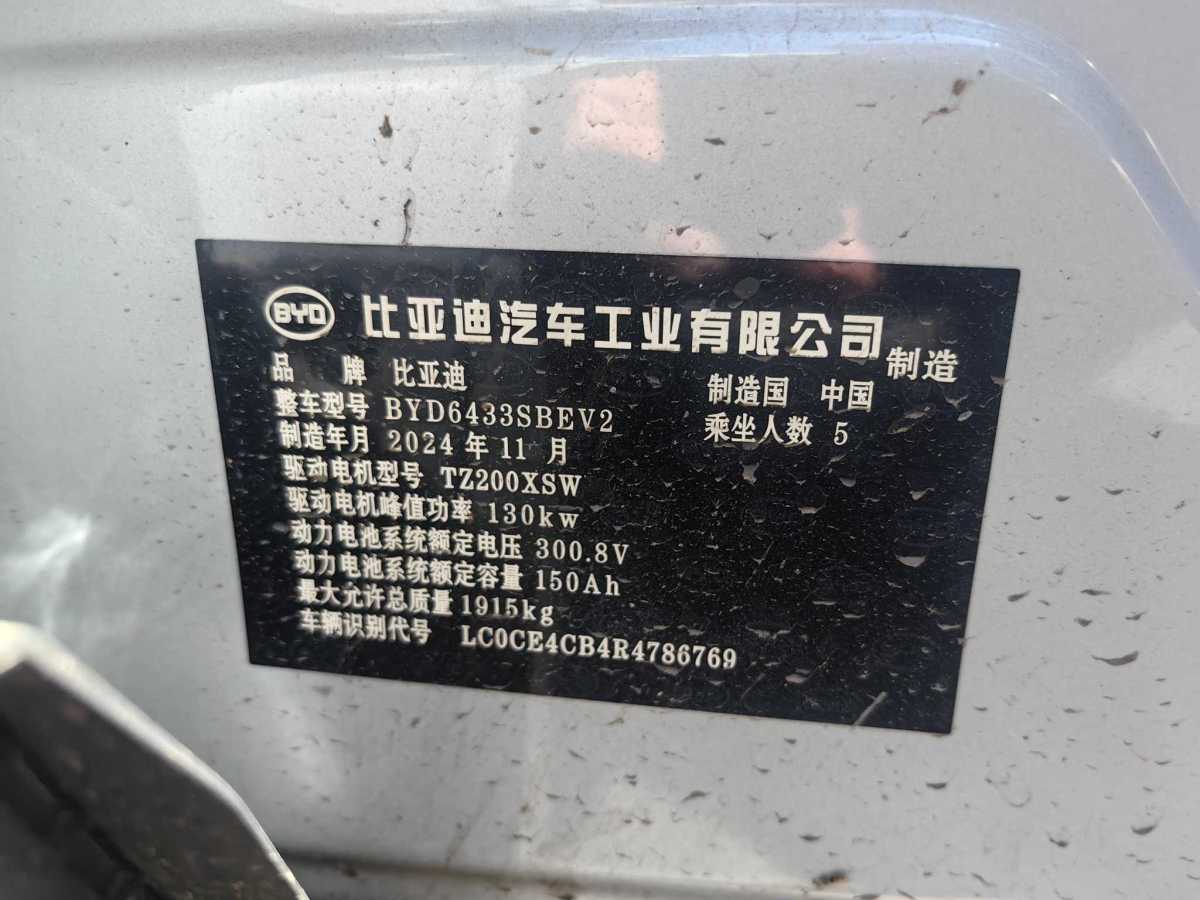 BYD 比亚迪汽车工业有限公司 制造
品 牌 比亚迪 制造国 中国
整车型号 BYD6433SBEV2 乘坐人数 5
制造年月 2024 年 11 月
驱动电机型号 TZ200XSW
驱动电机峰值功率 130kw
动力电池系统额定电压 300.8V
动力电池系统额定容量 150Ah
最大允许总质量 1915kg
车辆识别代号 LC0CE4CB4R4786769